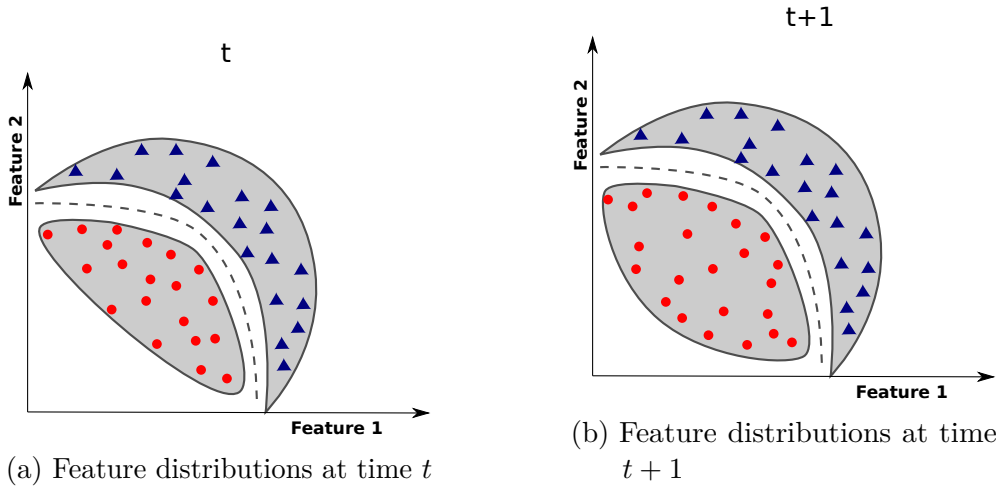 t
Feature 2
Feature 1
(a) Feature distributions at time t
t+1
Feature 2
Feature 1
(b) Feature distributions at time
t + 1